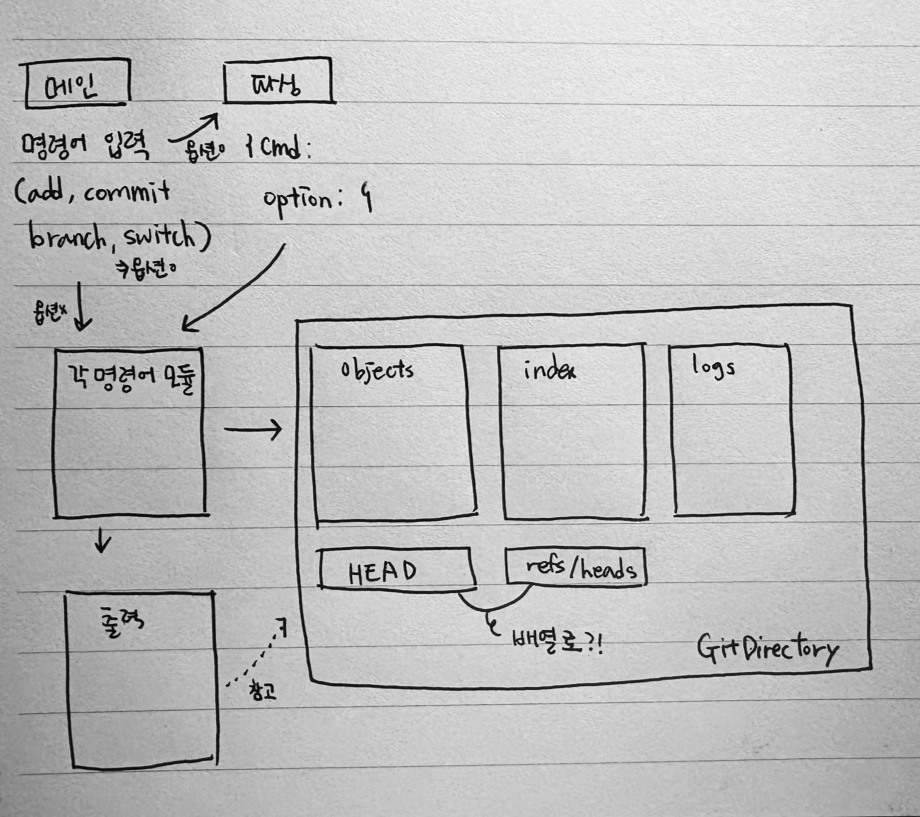 메인
파싱
명령어 입력
옵션o
{ cmd:
(add, commit
option: }
branch, switch)
→옵션o
옵션x
각 명령어 모듈
objects
index
logs
HEAD
refs/heads
출력
배열로?!
GitDirectory
참고